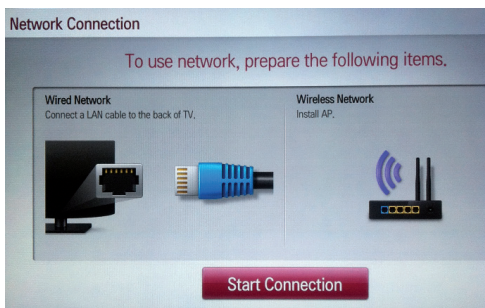 Network Connection
To use network, prepare the following items.
Wired Network
Connect a LAN cable to the back of TV.
Wireless Network
Install AP.
Start Connection